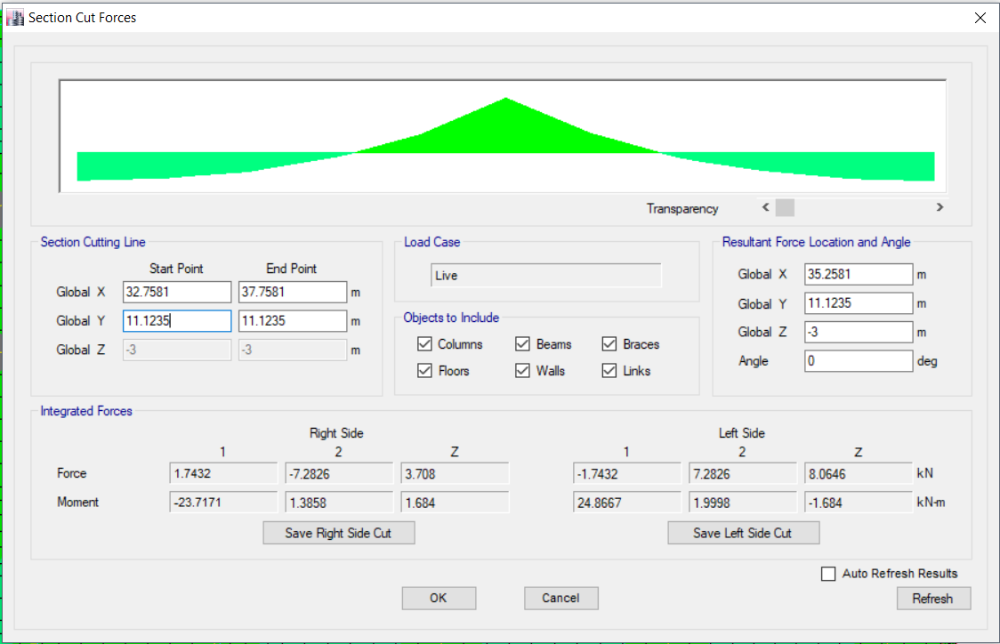 Section Cut Forces
Transparency
Section Cutting Line
Start Point End Point
Global X 32.7581 37.7581 m
Global Y 11.1235 11.1235 m
Global Z -3 -3 m
Load Case
Live
Objects to Include
Columns Beams Braces
Floors Walls Links
Resultant Force Location and Angle
Global X 35.2581 m
Global Y 11.1235 m
Global Z -3 m
Angle 0 deg
Integrated Forces
Right Side Left Side
1 2 Z 1 2 Z
Force 1.7432 -7.2826 3.708 -1.7432 7.2826 8.0646 kN
Moment -23.7171 1.3858 1.684 24.8667 1.9998 -1.684 kN-m
Save Right Side Cut Save Left Side Cut
Auto Refresh Results
OK Cancel Refresh